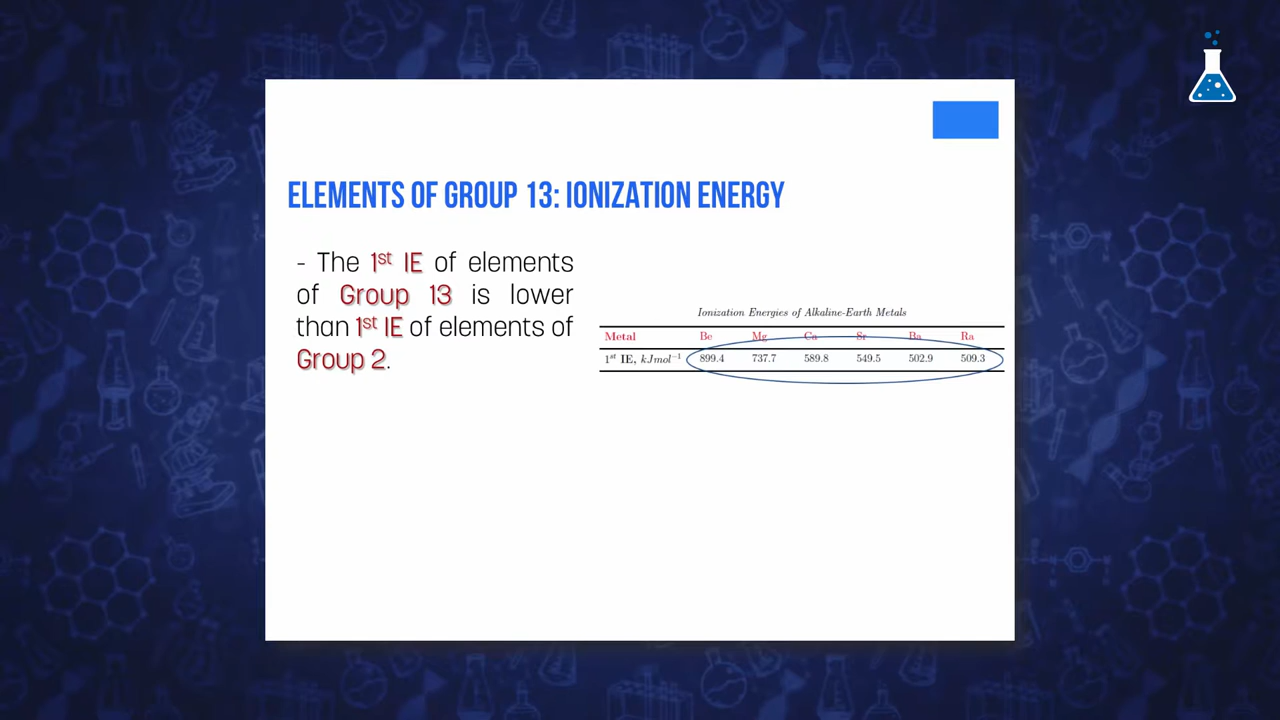 ELEMENTS OF GROUP 13: IONIZATION ENERGY
- The 1st IE of elements
of Group 13 is lower
than 1st IE of elements of
Group 2.
Ionization Energies of Alkaline-Earth Metals
Metal Be Mg Ca Sr Ba Ra
1st IE, kJmol⁻¹ 899.4 737.7 589.8 549.5 502.9 509.3